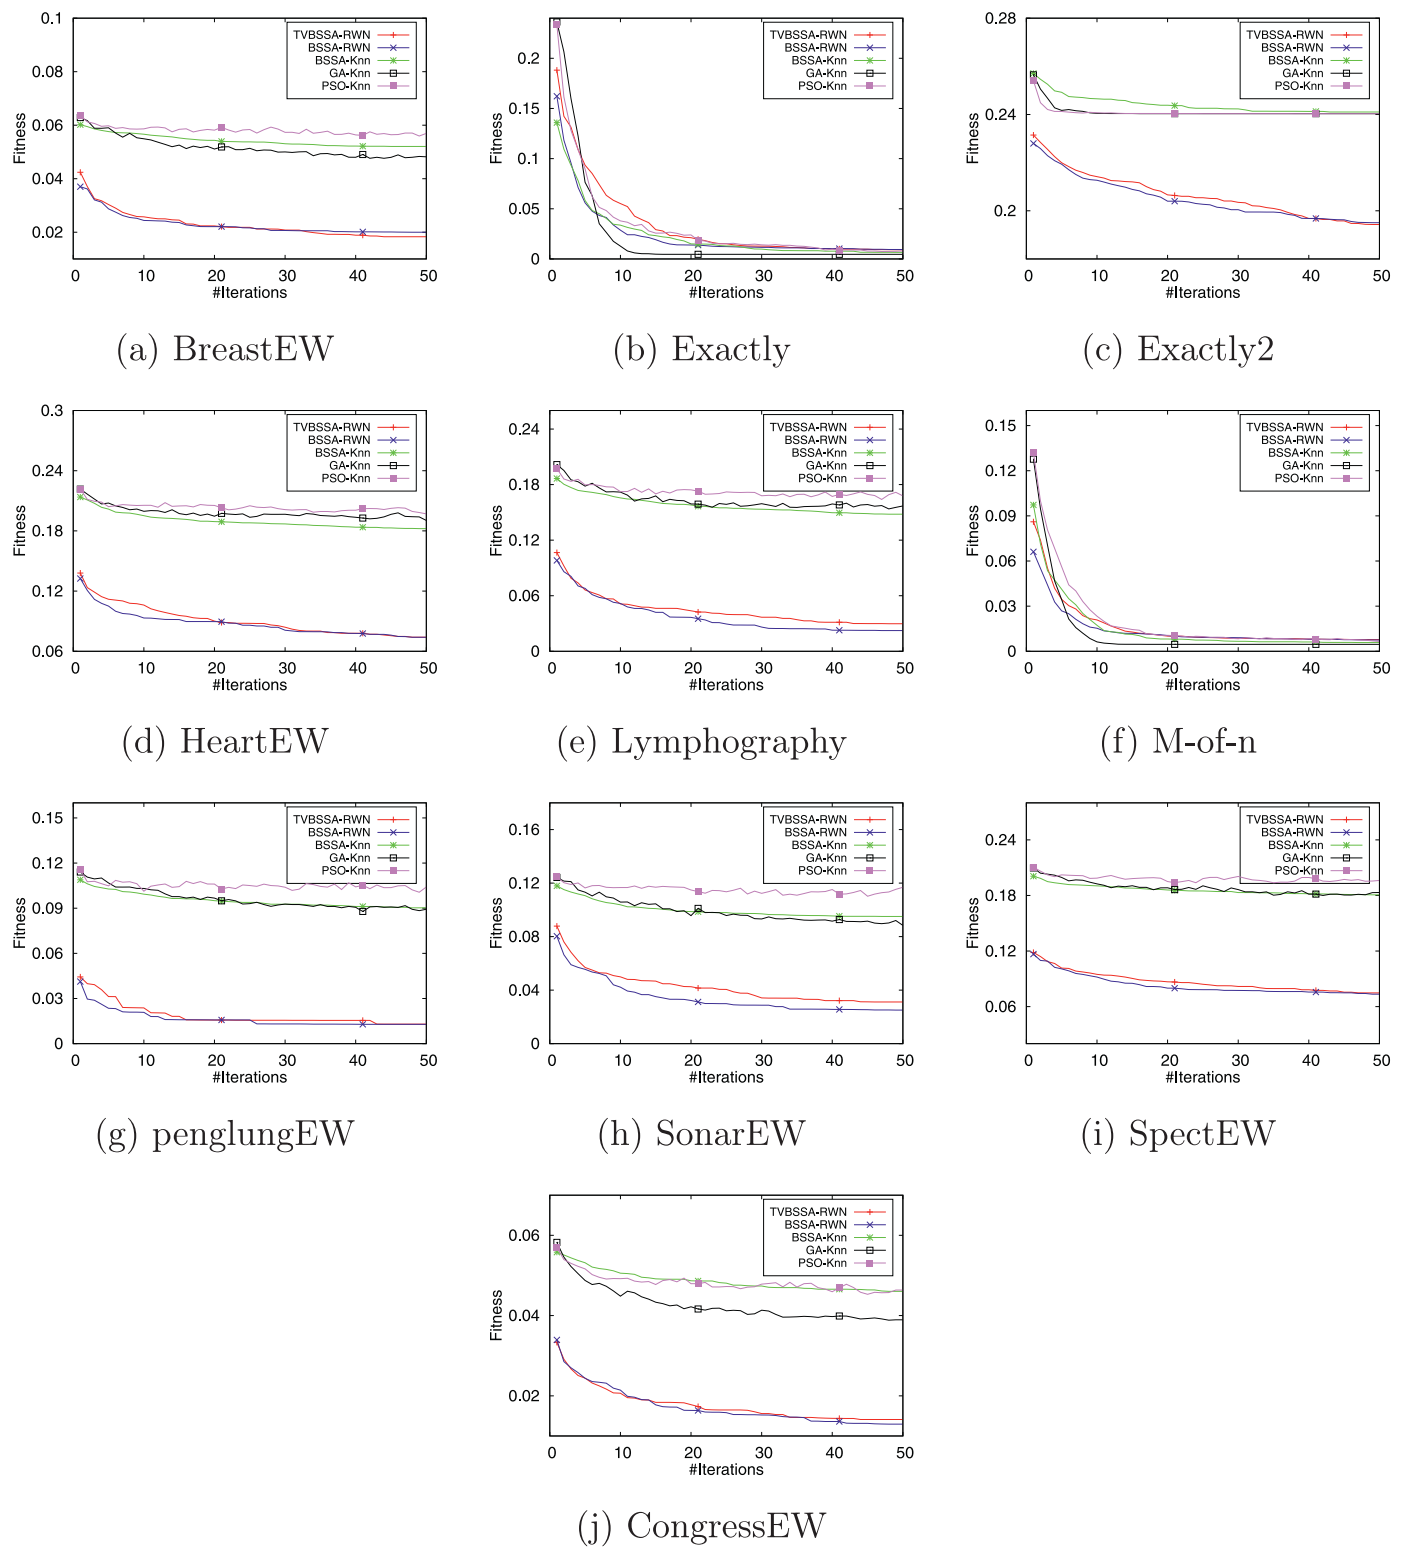 0.1
0.08
0.06
0.04
0.02
Fitness
TVBSSA-RWN
BSSA-RWN
BSSA-Knn
GA-Knn
PSO-Knn
0 10 20 30 40 50
#Iterations
(a) BreastEW
0.2
0.15
0.1
0.05
0
Fitness
TVBSSA-RWN
BSSA-RWN
BSSA-Knn
GA-Knn
PSO-Knn
0 10 20 30 40 50
#Iterations
(b) Exactly
0.28
0.24
0.2
Fitness
TVBSSA-RWN
BSSA-RWN
BSSA-Knn
GA-Knn
PSO-Knn
0 10 20 30 40 50
#Iterations
(c) Exactly2
0.3
0.24
0.18
0.12
0.06
Fitness
TVBSSA-RWN
BSSA-RWN
BSSA-Knn
GA-Knn
PSO-Knn
0 10 20 30 40 50
#Iterations
(d) HeartEW
0.24
0.18
0.12
0.06
0
Fitness
TVBSSA-RWN
BSSA-RWN
BSSA-Knn
GA-Knn
PSO-Knn
0 10 20 30 40 50
#Iterations
(e) Lymphography
0.15
0.12
0.09
0.06
0.03
0
Fitness
TVBSSA-RWN
BSSA-RWN
BSSA-Knn
GA-Knn
PSO-Knn
0 10 20 30 40 50
#Iterations
(f) M-of-n
0.15
0.12
0.09
0.06
0.03
0
Fitness
TVBSSA-RWN
BSSA-RWN
BSSA-Knn
GA-Knn
PSO-Knn
0 10 20 30 40 50
#Iterations
(g) penglungEW
0.16
0.12
0.08
0.04
0
Fitness
TVBSSA-RWN
BSSA-RWN
BSSA-Knn
GA-Knn
PSO-Knn
0 10 20 30 40 50
#Iterations
(h) SonarEW
0.24
0.18
0.12
0.06
Fitness
TVBSSA-RWN
BSSA-RWN
BSSA-Knn
GA-Knn
PSO-Knn
0 10 20 30 40 50
#Iterations
(i) SpectEW
0.06
0.04
0.02
Fitness
TVBSSA-RWN
BSSA-RWN
BSSA-Knn
GA-Knn
PSO-Knn
0 10 20 30 40 50
#Iterations
(j) CongressEW